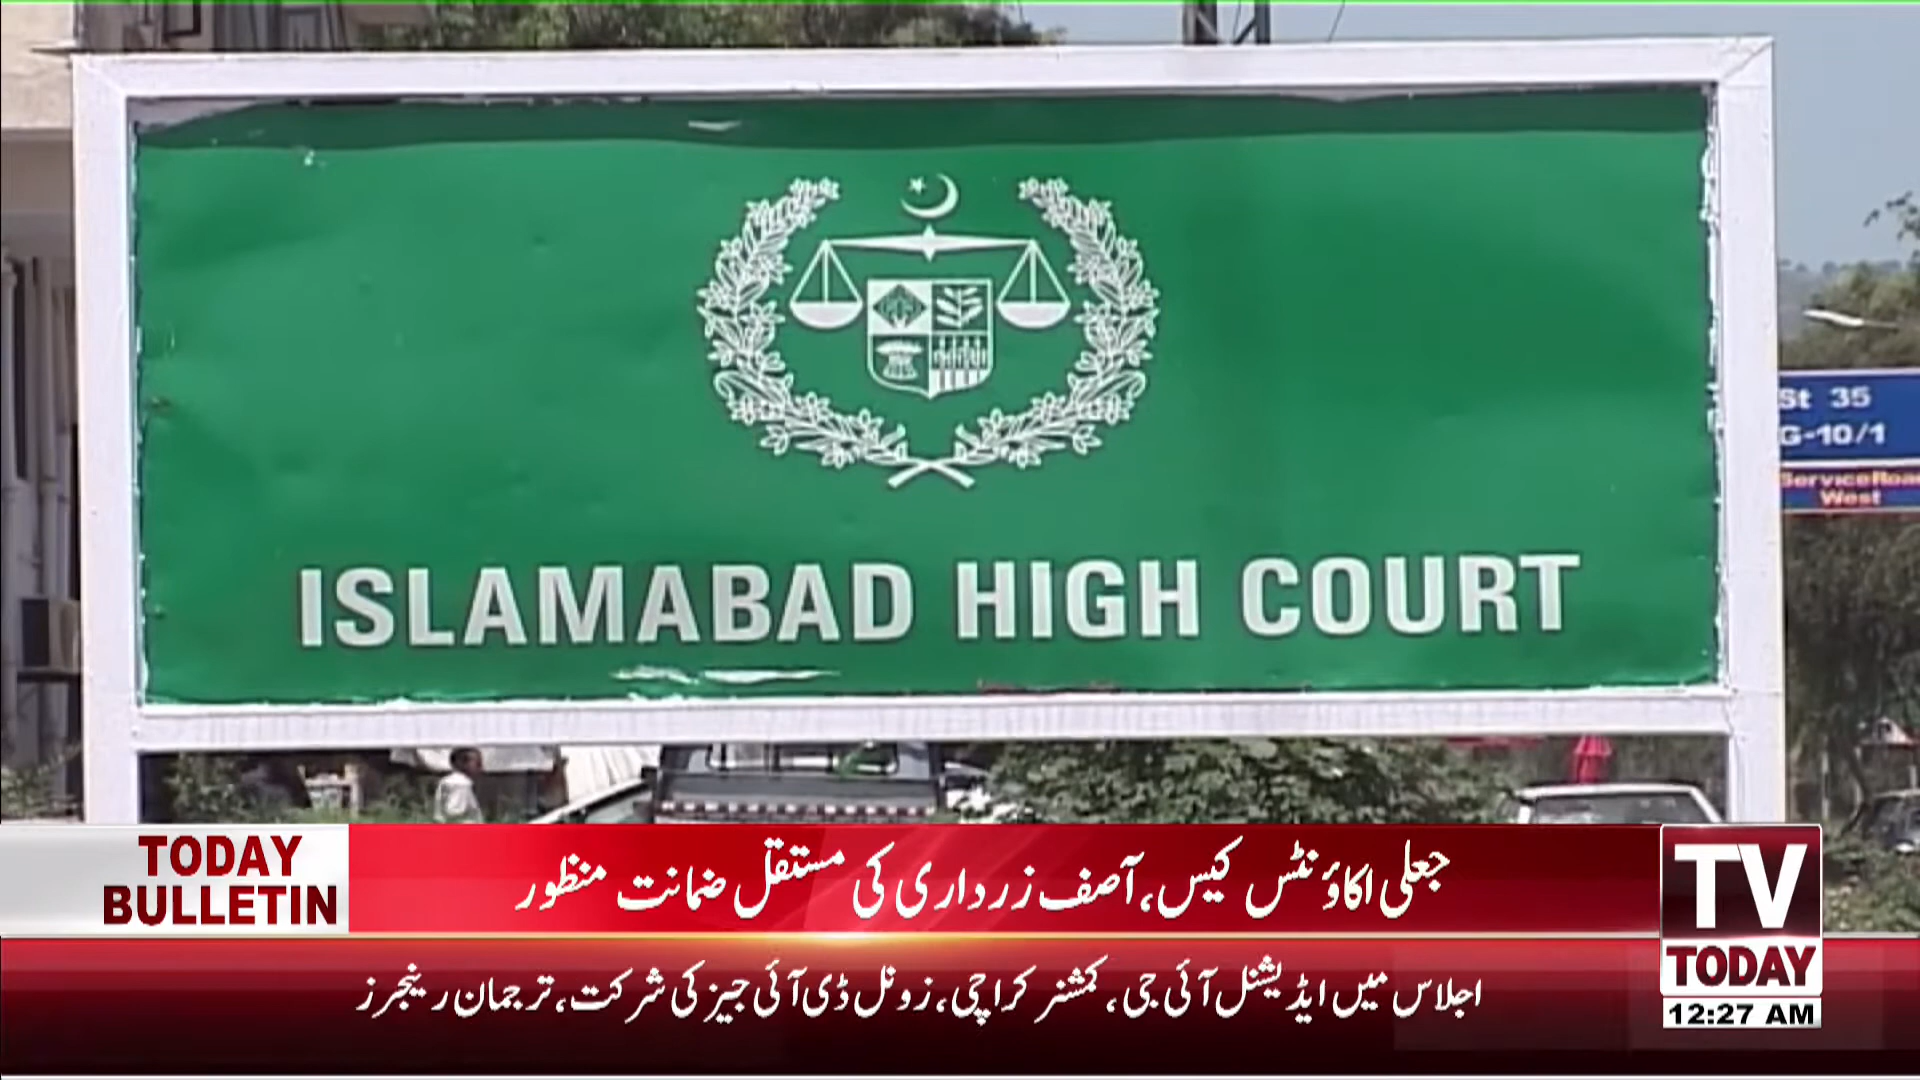 ISLAMABAD HIGH COURT
St 35
G-10/1
ServiceRoad
West
TODAY
BULLETIN
جعلی اکاؤنٹس کیس، آصف زرداری کی مستقل ضمانت منظور
اجلاس میں ایڈیشنل آئی جی، کمشنر کراچی، زونل ڈی آئی جیز کی شرکت، ترجمان رینجرز
TV
TODAY
12:27 AM